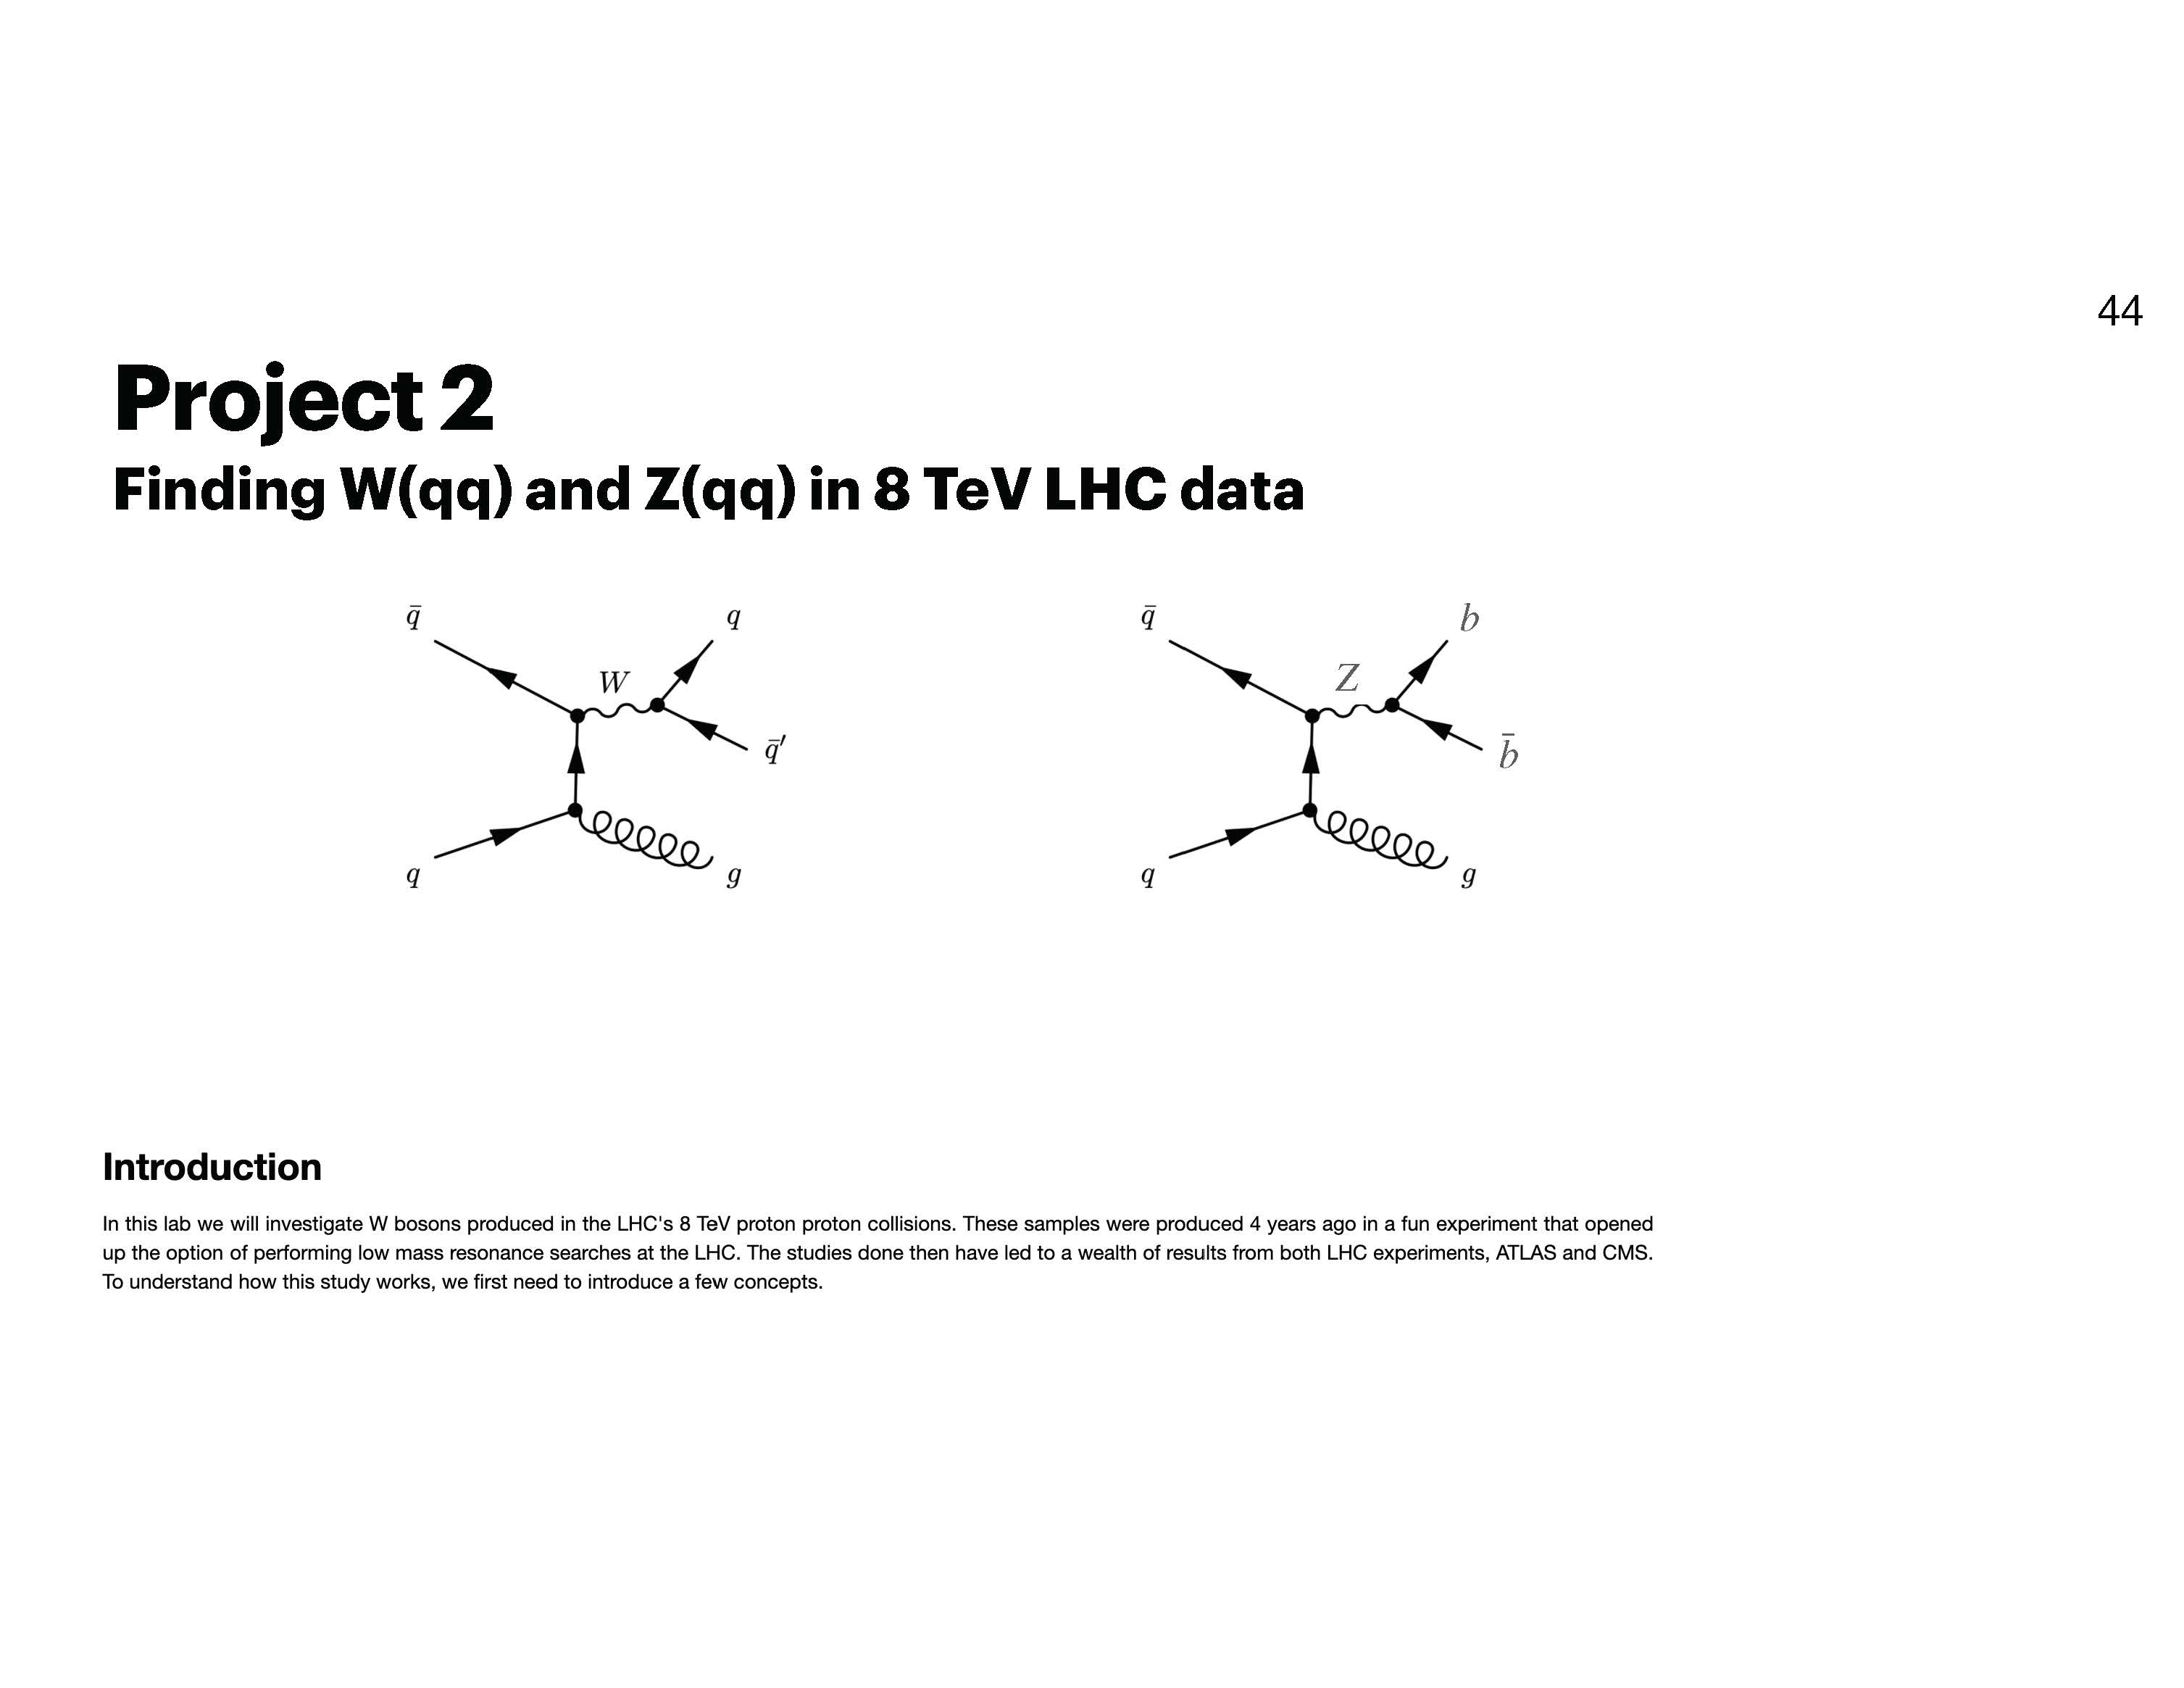 44
Project 2
Finding W(qq) and Z(qq) in 8 TeV LHC data
q̄ q q̄ b
W Z
q̄′ b̄
q g q g
Introduction
In this lab we will investigate W bosons produced in the LHC's 8 TeV proton proton collisions. These samples were produced 4 years ago in a fun experiment that opened
up the option of performing low mass resonance searches at the LHC. The studies done then have led to a wealth of results from both LHC experiments, ATLAS and CMS.
To understand how this study works, we first need to introduce a few concepts.